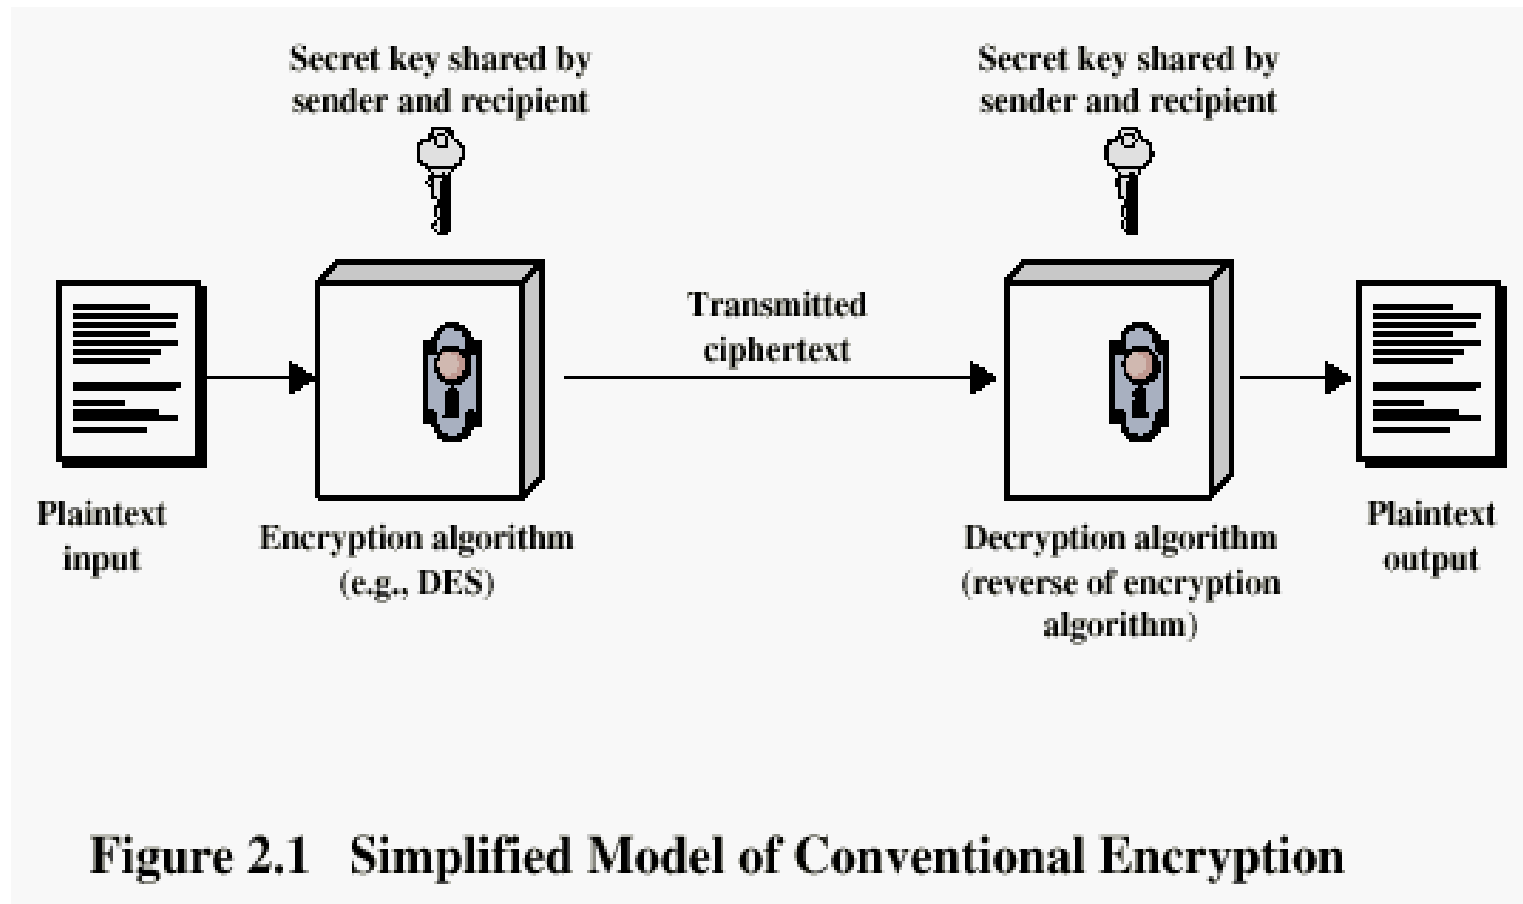 Secret key shared by
sender and recipient
Secret key shared by
sender and recipient
Transmitted
ciphertext
Plaintext
input
Encryption algorithm
(e.g., DES)
Decryption algorithm
(reverse of encryption
algorithm)
Plaintext
output
Figure 2.1 Simplified Model of Conventional Encryption